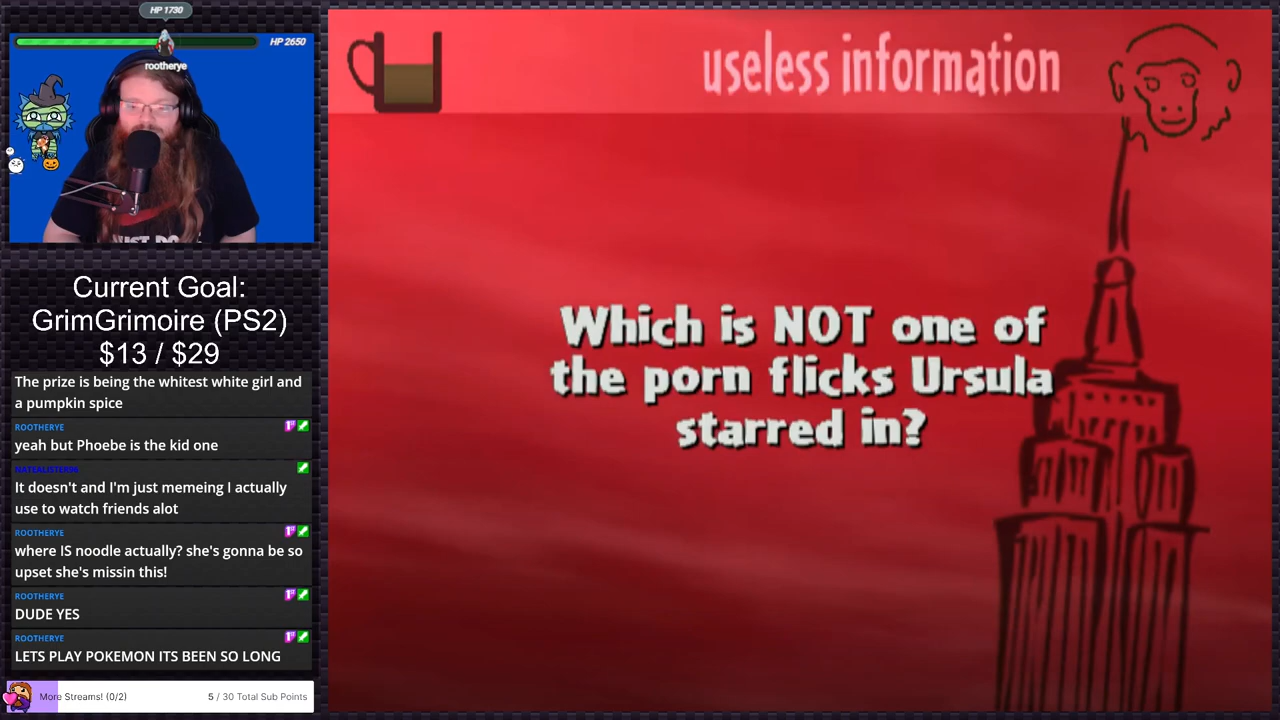 HP 1730
HP 2650
rootherye
JUST DO
Current Goal:
GrimGrimoire (PS2)
$13 / $29
The prize is being the whitest white girl and
a pumpkin spice
ROOTHERYE
yeah but Phoebe is the kid one
NATEALISTER96
It doesn't and I'm just memeing I actually
use to watch friends alot
ROOTHERYE
where IS noodle actually? she's gonna be so
upset she's missin this!
ROOTHERYE
DUDE YES
ROOTHERYE
LETS PLAY POKEMON ITS BEEN SO LONG
More Streams! (0/2)
5 / 30 Total Sub Points
useless information
Which is NOT one of
the porn flicks Ursula
starred in?